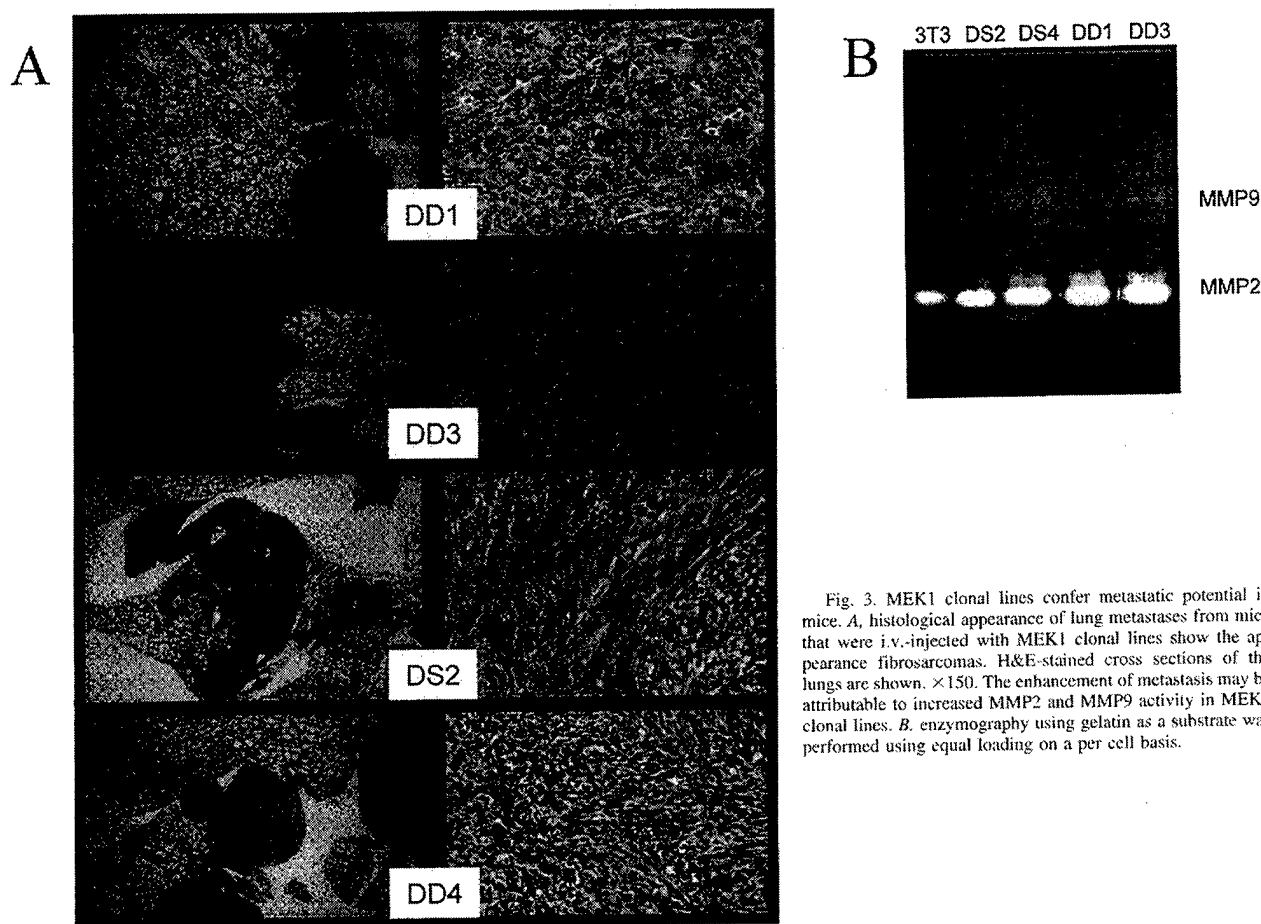 A
DD1
DD3
DS2
DD4
B
3T3 DS2 DS4 DD1 DD3
MMP9
MMP2
Fig. 3. MEK1 clonal lines confer metastatic potential i
mice. A, histological appearance of lung metastases from mic
that were i.v.-injected with MEK1 clonal lines show the ap
pearance fibrosarcomas. H&E-stained cross sections of th
lungs are shown. ×150. The enhancement of metastasis may b
attributable to increased MMP2 and MMP9 activity in MEK
clonal lines. B. enzymography using gelatin as a substrate wa
performed using equal loading on a per cell basis.